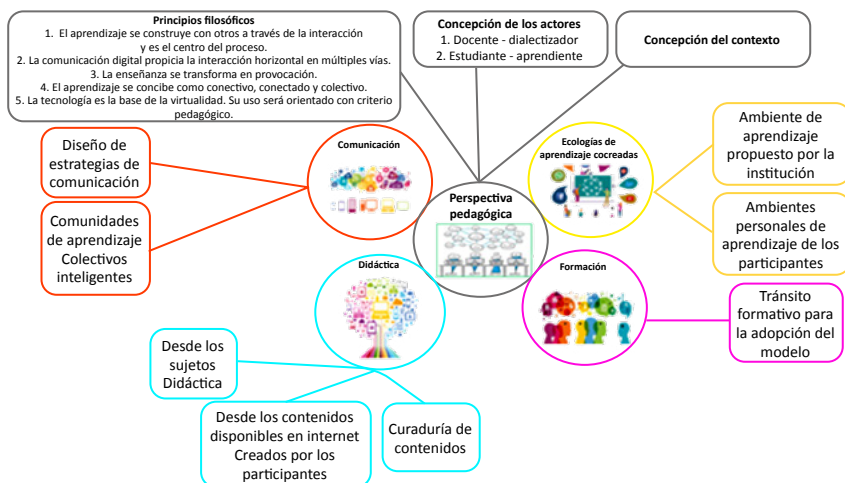 Principios filosóficos
1. El aprendizaje se construye con otros a través de la interacción
y es el centro del proceso.
2. La comunicación digital propicia la interacción horizontal en múltiples vías.
3. La enseñanza se transforma en provocación.
4. El aprendizaje se concibe como conectivo, conectado y colectivo.
5. La tecnología es la base de la virtualidad. Su uso será orientado con criterio
pedagógico.
Concepción de los actores
1. Docente - dialectizador
2. Estudiante - aprendiente
Concepción del contexto
Diseño de
estrategias de
comunicación
Comunidades
de aprendizaje
Colectivos
inteligentes
Comunicación
Perspectiva
pedagógica
Ecologías de
aprendizaje cocreadas
Ambiente de
aprendizaje
propuesto por la
institución
Ambientes
personales de
aprendizaje de los
participantes
Didáctica
Formación
Tránsito
formativo para
la adopción del
modelo
Desde los
sujetos
Didáctica
Desde los contenidos
disponibles en internet
Creados por los
participantes
Curaduría de
contenidos